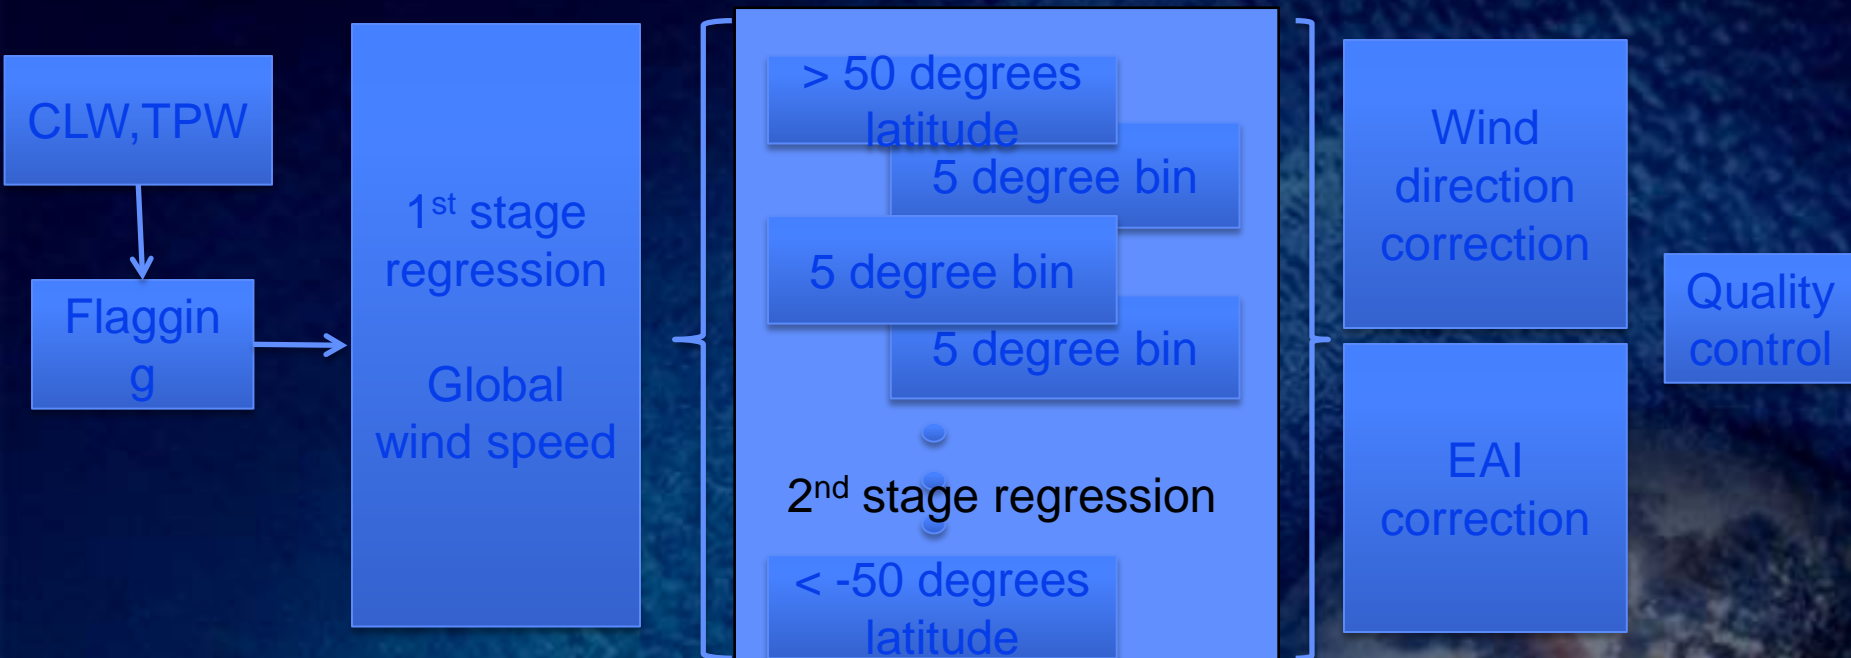 CLW,TPW
Flaggin
g
1st stage
regression
Global
wind speed
> 50 degrees
latitude
5 degree bin
5 degree bin
5 degree bin
2nd stage regression
< -50 degrees
latitude
Wind
direction
correction
EAI
correction
Quality
control